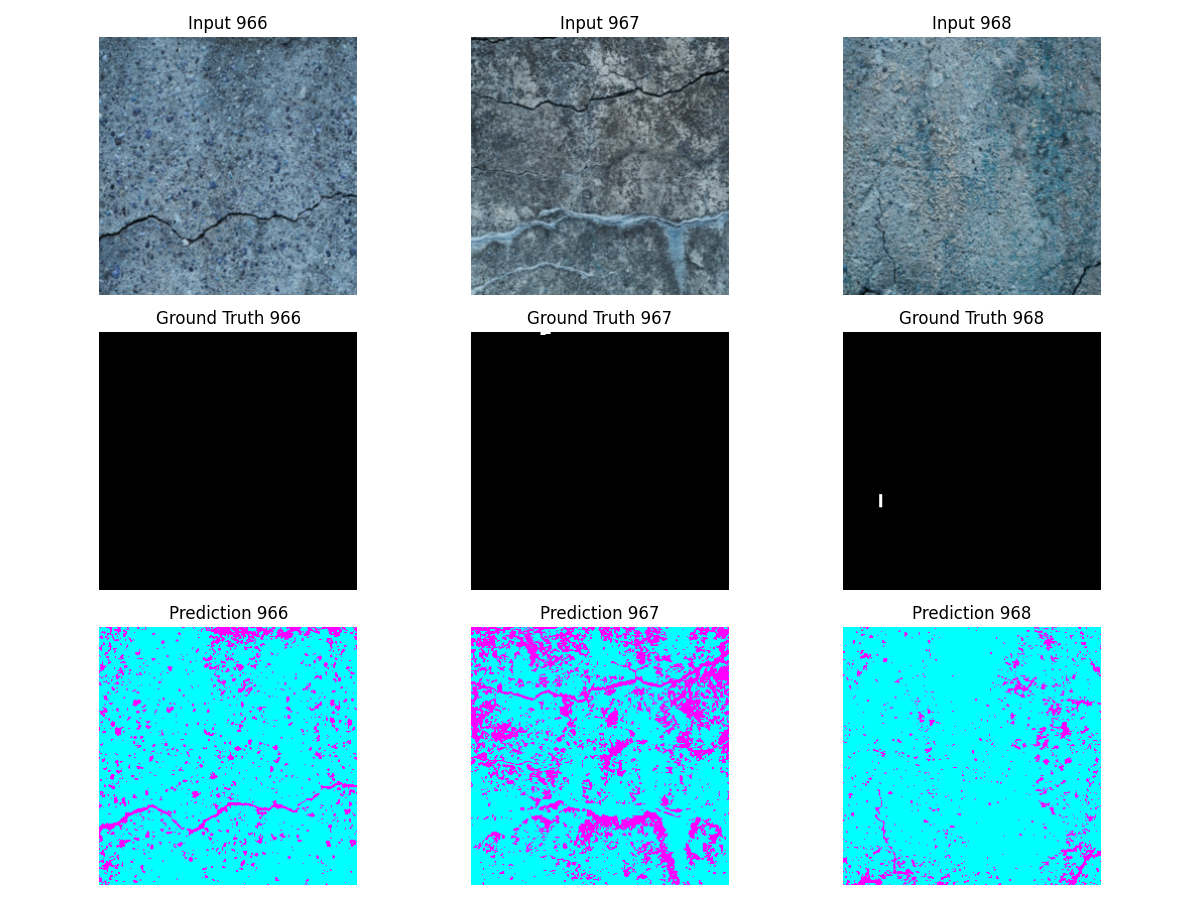 Input 966
Input 967
Input 968
Ground Truth 966
Ground Truth 967
Ground Truth 968
Prediction 966
Prediction 967
Prediction 968